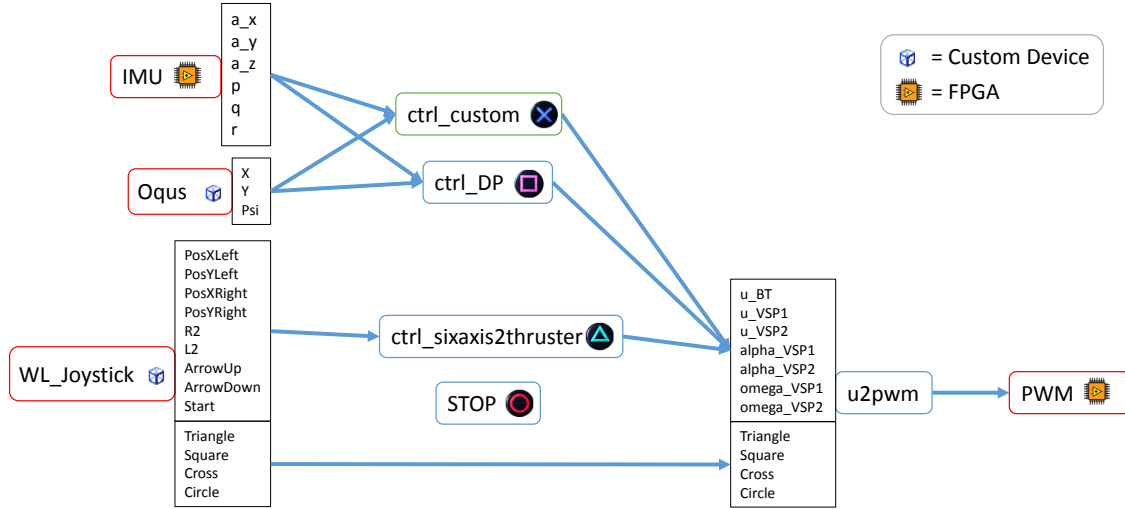 IMU
a_x
a_y
a_z
p
q
r
= Custom Device
= FPGA
ctrl_custom
ctrl_DP
Oqus
X
Y
Psi
WL_Joystick
PosXLeft
PosYLeft
PosXRight
PosYRight
R2
L2
ArrowUp
ArrowDown
Start
Triangle
Square
Cross
Circle
ctrl_sixaxis2thruster
STOP
u_BT
u_VSP1
u_VSP2
alpha_VSP1
alpha_VSP2
omega_VSP1
omega_VSP2
Triangle
Square
Cross
Circle
u2pwm
PWM